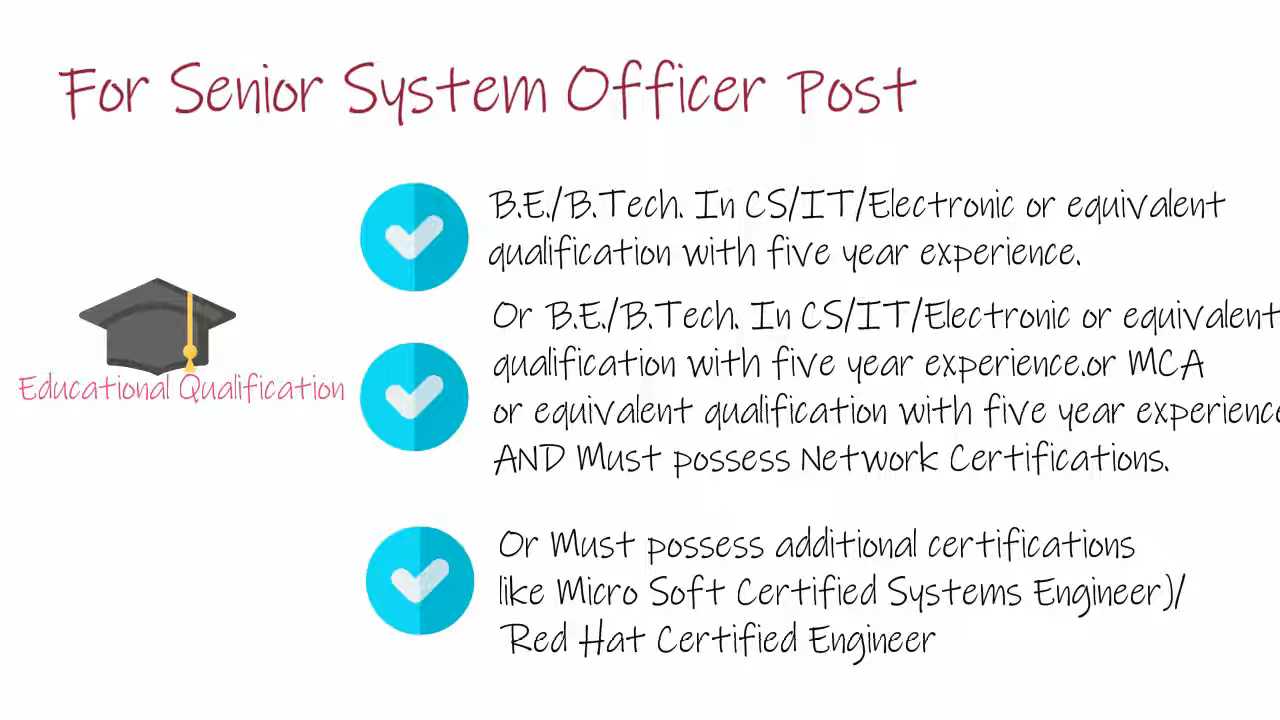 For Senior System Officer Post
B.E./B.Tech. In CS/IT/Electronic or equivalent
qualification with five year experience.
Educational Qualification
Or B.E./B.Tech. In CS/IT/Electronic or equivalent
qualification with five year experience.or MCA
or equivalent qualification with five year experience
AND Must possess Network Certifications.
Or Must possess additional certifications
like Micro Soft Certified Systems Engineer)/
Red Hat Certified Engineer